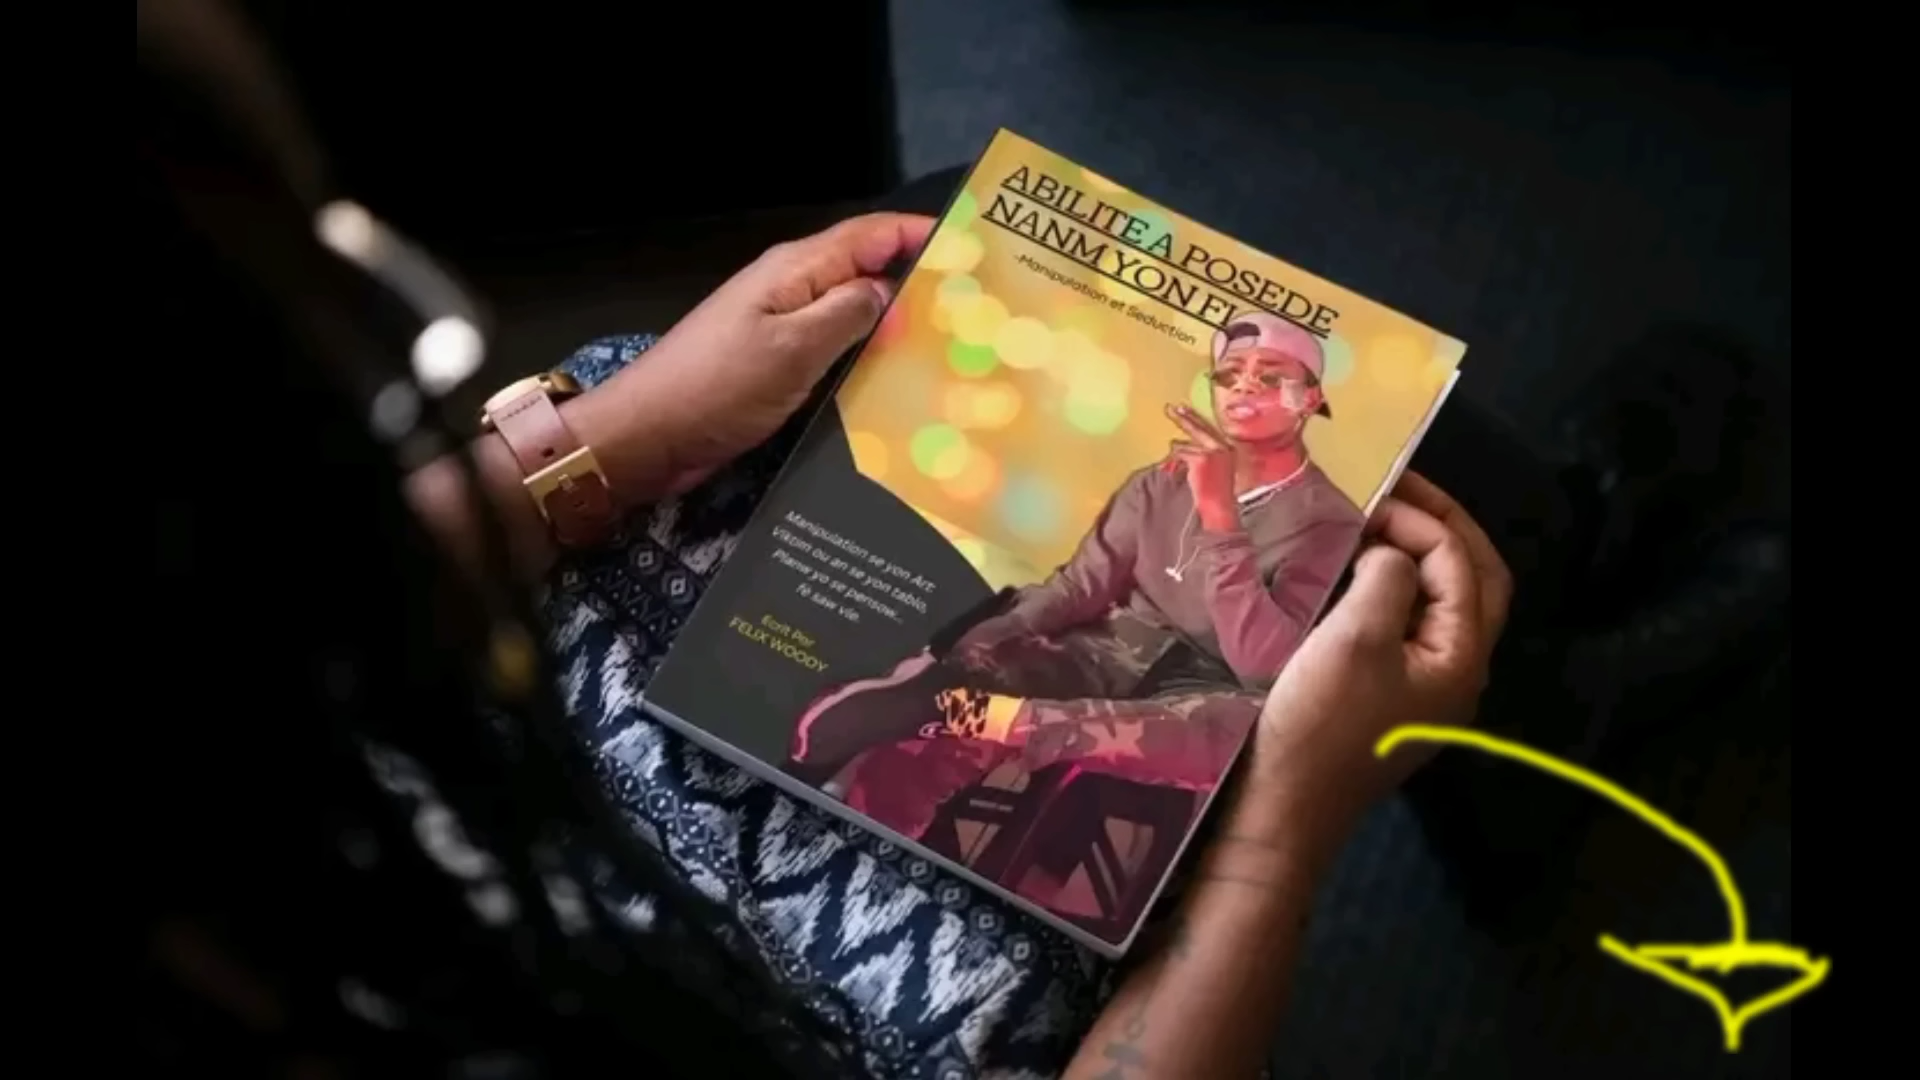 ABILITE A POSEDE
NANM YON FI
-Manipulation et Seduction
Manipulation se yon Art.
Viktim ou an se yon tablo,
Planw yo se pensow...
fè saw vle.
Ecrit Par
FELIX WOODY